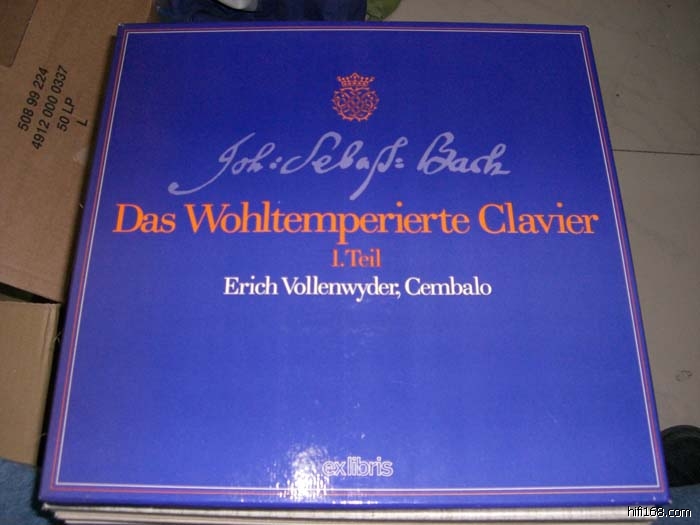 508 99 224
4912 000 0337
50 LP
L
Joh: Sebast: Bach
Das Wohltemperierte Clavier
1. Teil
Erich Vollenwyder, Cembalo
ex libris
hifi168.com